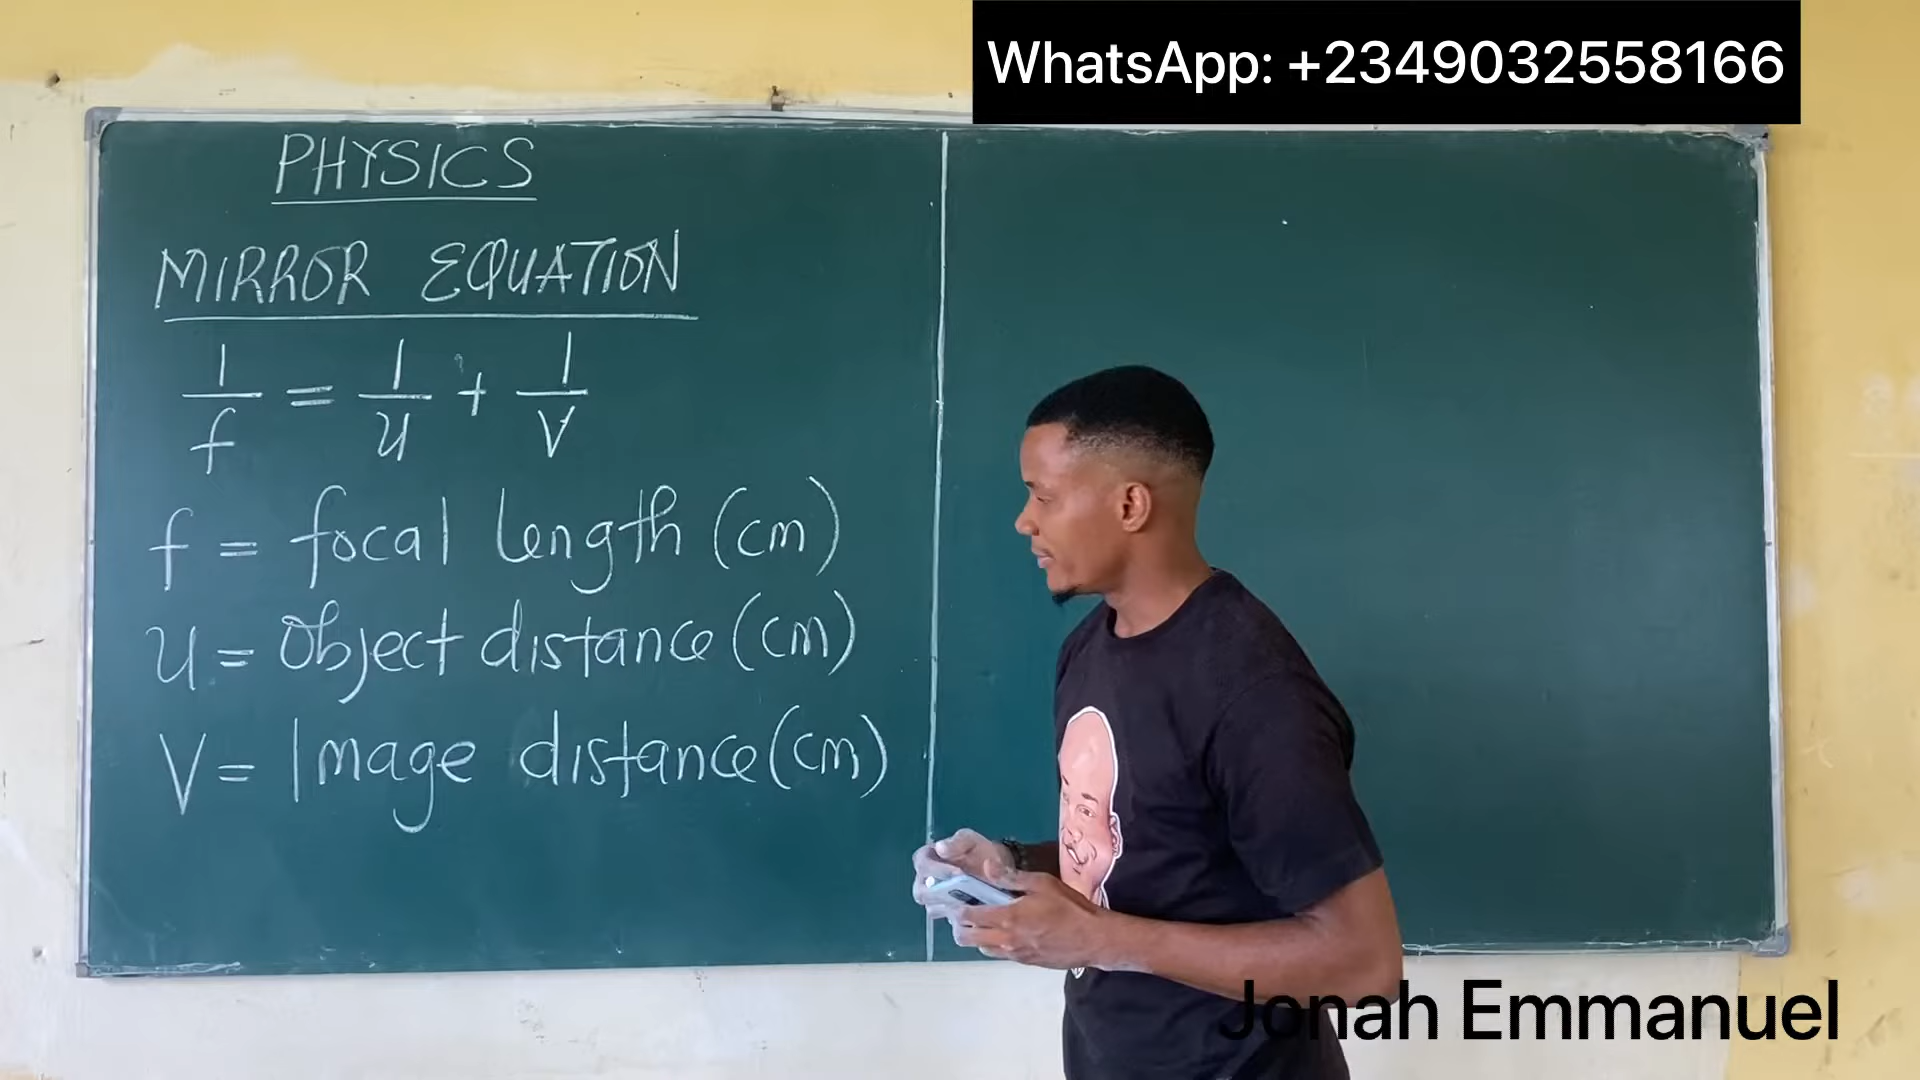 WhatsApp: +2349032558166
PHYSICS
MIRROR EQUATION
1/f = 1/u + 1/v
f = focal length (cm)
u = Object distance (cm)
V = Image distance (cm)
Jonah Emmanuel